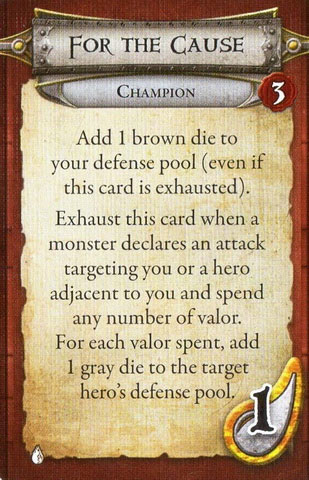 For the Cause
Champion
3
Add 1 brown die to
your defense pool (even if
this card is exhausted).
Exhaust this card when a
monster declares an attack
targeting you or a hero
adjacent to you and spend
any number of valor.
For each valor spent, add
1 gray die to the target
hero's defense pool.
1